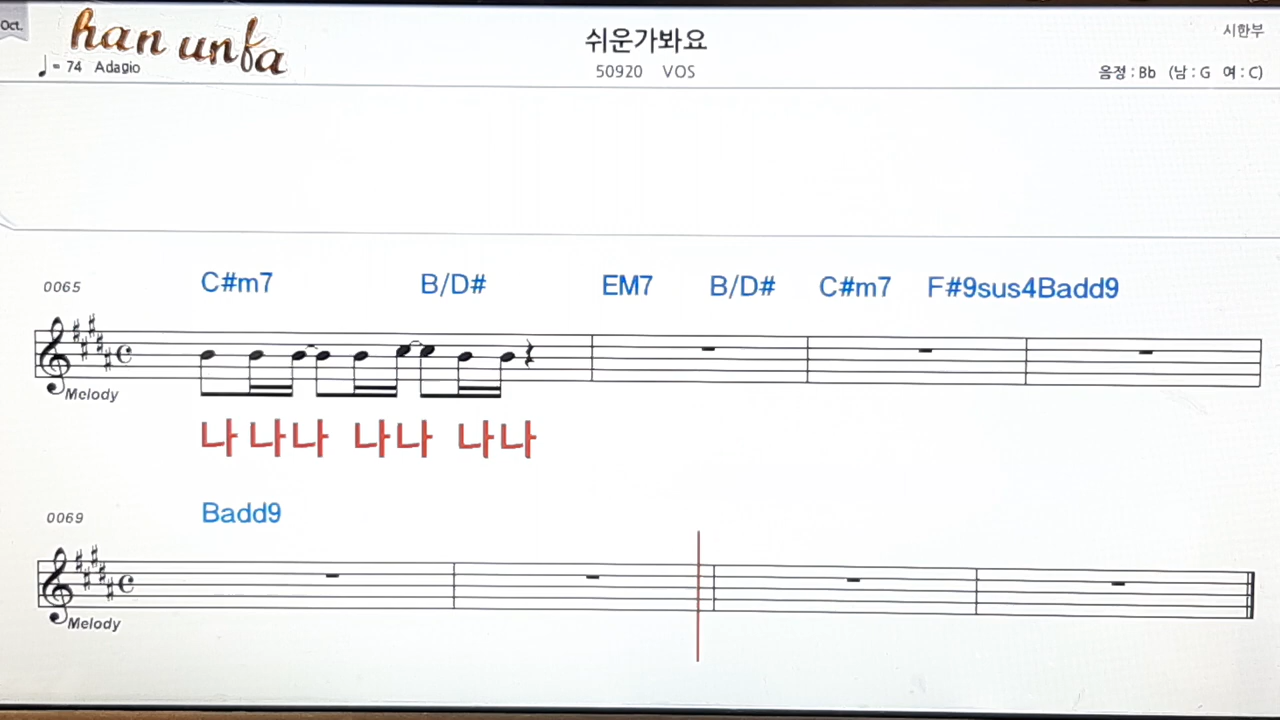 Oct.
han unfa
쉬운가봐요
시한부
= 74 Adagio
50920 VOS
음정 : Bb (남 : G 여 : C)
0065
C#m7 B/D# EM7 B/D# C#m7 F#9sus4Badd9
Melody
나 나나 나나 나나
0069
Badd9
Melody